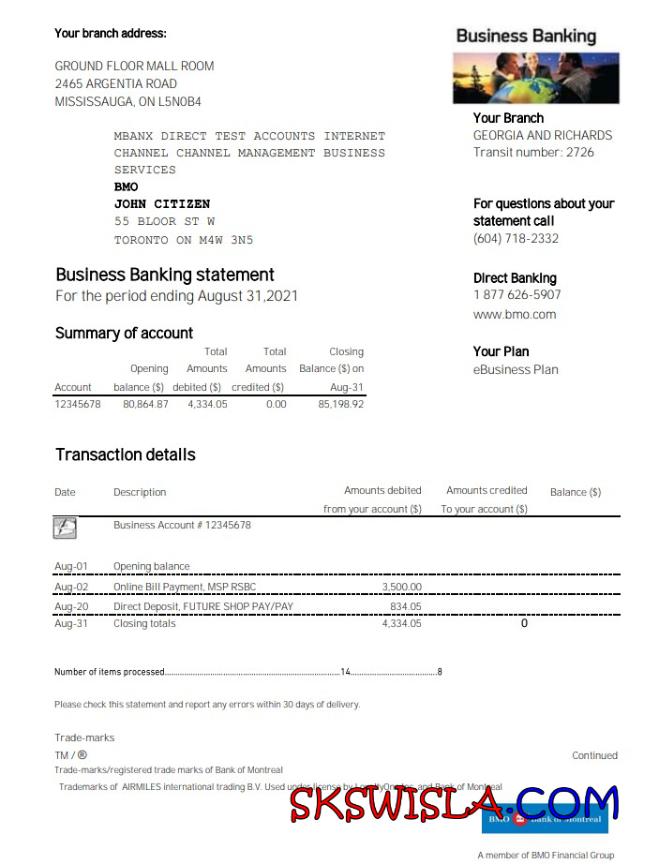 Your branch address:
GROUND FLOOR MALL ROOM
2465 ARGENTIA ROAD
MISSISSAUGA, ON L5N0B4
MBANX DIRECT TEST ACCOUNTS INTERNET
CHANNEL CHANNEL MANAGEMENT BUSINESS
SERVICES
BMO
JOHN CITIZEN
55 BLOOR ST W
TORONTO ON M4W 3N5
Business Banking
Your Branch
GEORGIA AND RICHARDS
Transit number: 2726
For questions about your
statement call
(604) 718-2332
Direct Banking
1 877 626-5907
www.bmo.com
Your Plan
eBusiness Plan
Business Banking statement
For the period ending August 31,2021
Summary of account
Total Total Closing
Opening Amounts Amounts Balance ($) on
Account balance ($) debited ($) credited ($) Aug-31
12345678 80,864.87 4,334.05 0.00 85,198.92
Transaction details
Date Description Amounts debited Amounts credited Balance ($)
from your account ($) To your account ($)
Business Account # 12345678
Aug-01 Opening balance
Aug-02 Online Bill Payment, MSP RSBC 3,500.00
Aug-20 Direct Deposit, FUTURE SHOP PAY/PAY 834.05
Aug-31 Closing totals 4,334.05 0
Number of items processed..........14..........8
Please check this statement and report any errors within 30 days of delivery.
Trade-marks
TM / ® Continued
Trade-marks/registered trade marks of Bank of Montreal
Trademarks of AIRMILES international trading B.V. Used under license by and Bank of Montreal
SKSWISLA.COM
BMO Bank of Montreal
A member of BMO Financial Group